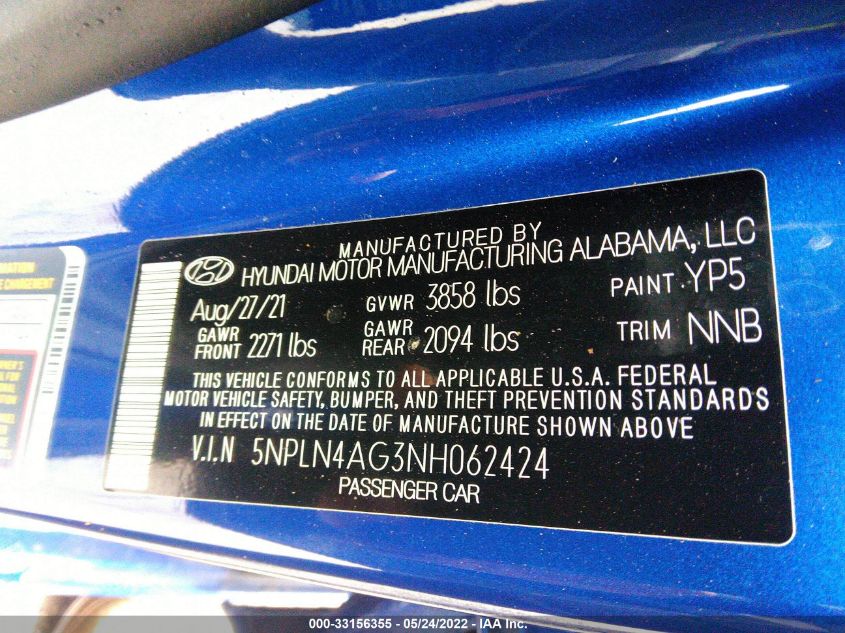 MANUFACTURED BY
HYUNDAI MOTOR MANUFACTURING ALABAMA, LLC
Aug/27/21 GVWR 3858 lbs PAINT YP5
GAWR FRONT 2271 lbs GAWR REAR 2094 lbs TRIM NNB
THIS VEHICLE CONFORMS TO ALL APPLICABLE U.S.A. FEDERAL
MOTOR VEHICLE SAFETY, BUMPER, AND THEFT PREVENTION STANDARDS
IN EFFECT ON THE DATE OF MANUFACTURE SHOWN ABOVE
V.I.N 5NPLN4AG3NH062424
PASSENGER CAR
000-33156355 - 05/24/2022 - IAA Inc.